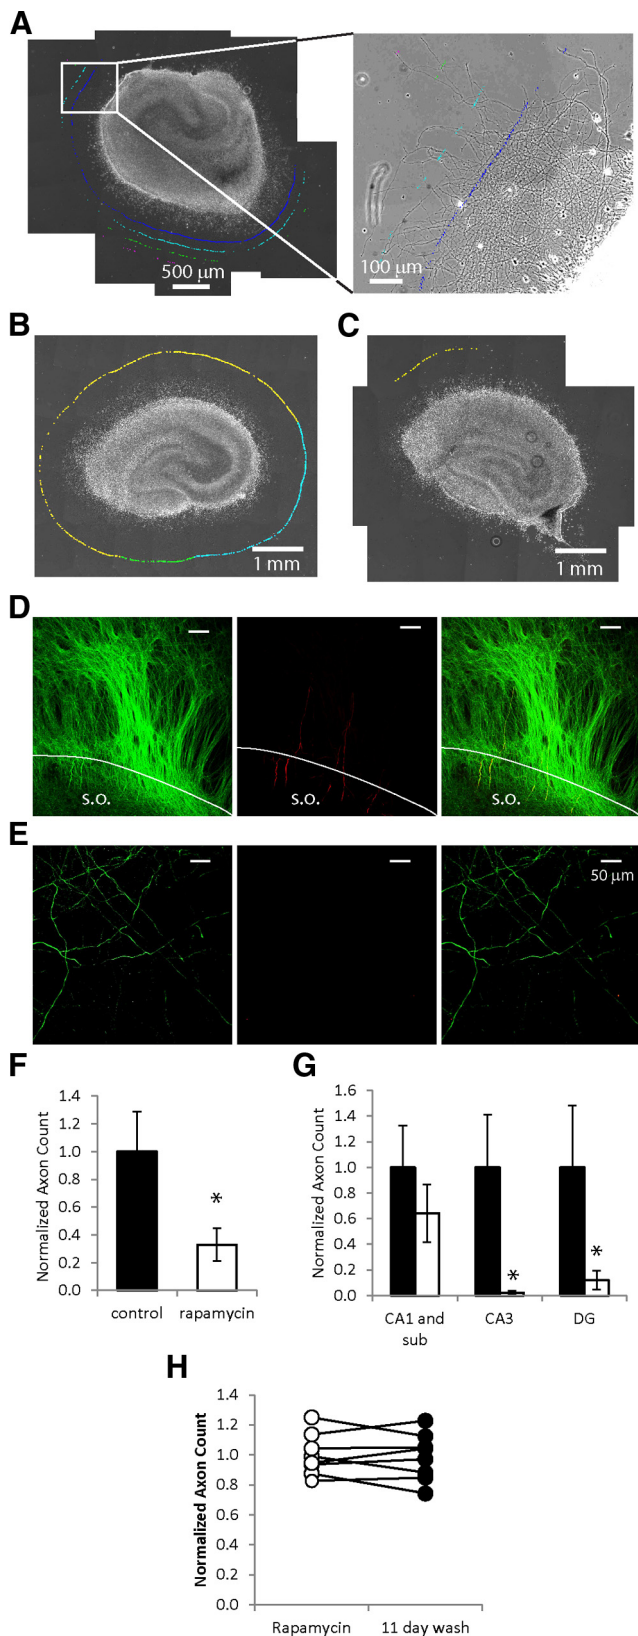 A
500 μm
100 μm
B
C
1 mm
1 mm
D
s.o.
s.o.
s.o.
E
50 μm
F
Normalized Axon Count
1.4
1.2
1.0
0.8
0.6
0.4
0.2
0.0
*
control
rapamycin
G
Normalized Axon Count
1.6
1.4
1.2
1.0
0.8
0.6
0.4
0.2
0.0
*
*
CA1 and
sub
CA3
DG
H
Normalized Axon Count
1.4
1.2
1.0
0.8
0.6
0.4
0.2
0.0
Rapamycin
11 day wash